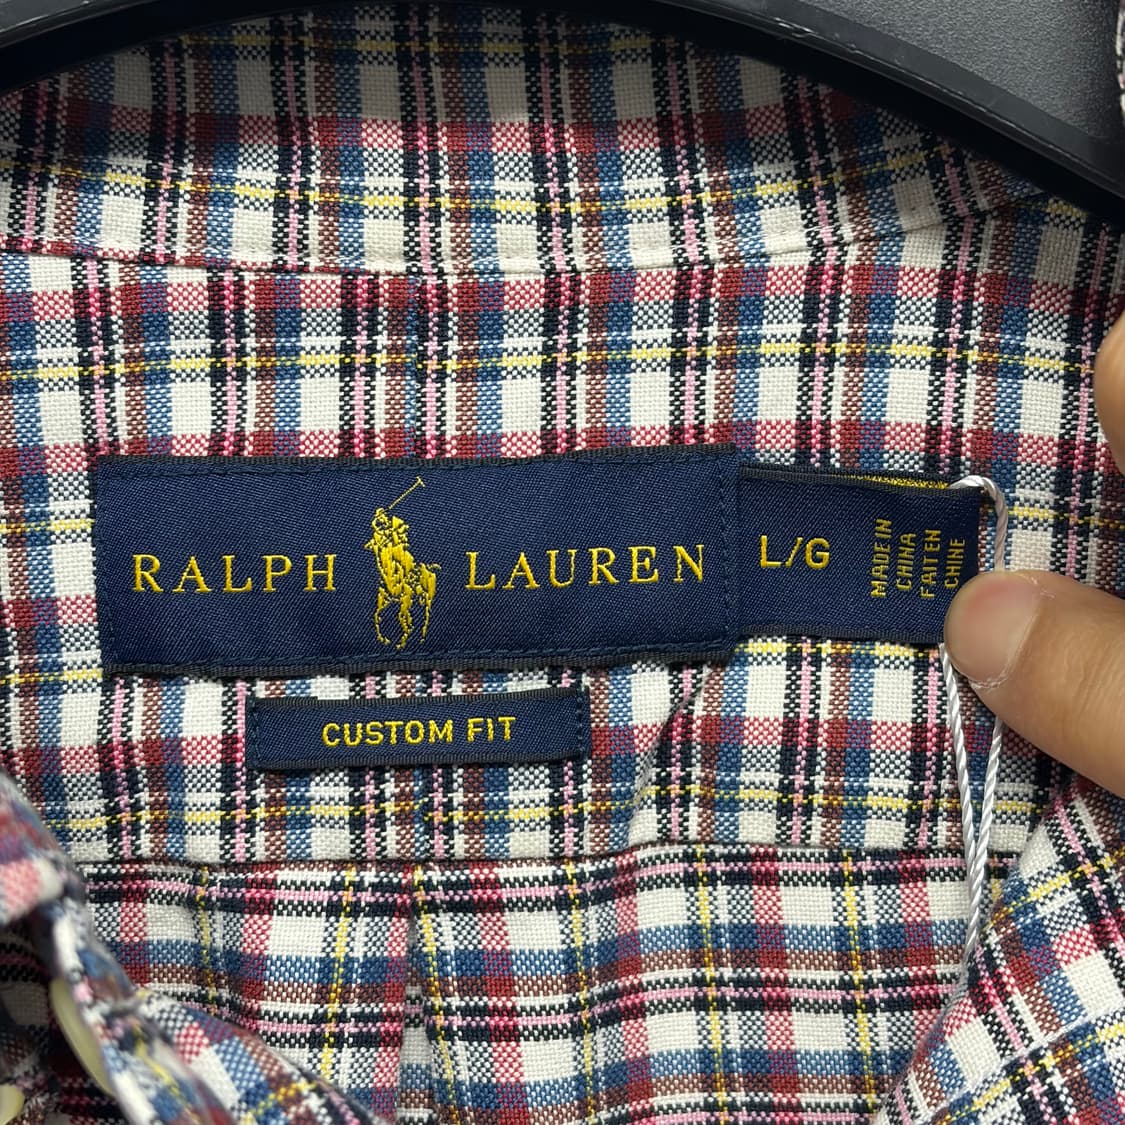 RALPH LAUREN
L/G
MADE IN
CHINA
FAIT EN
CHINE
CUSTOM FIT